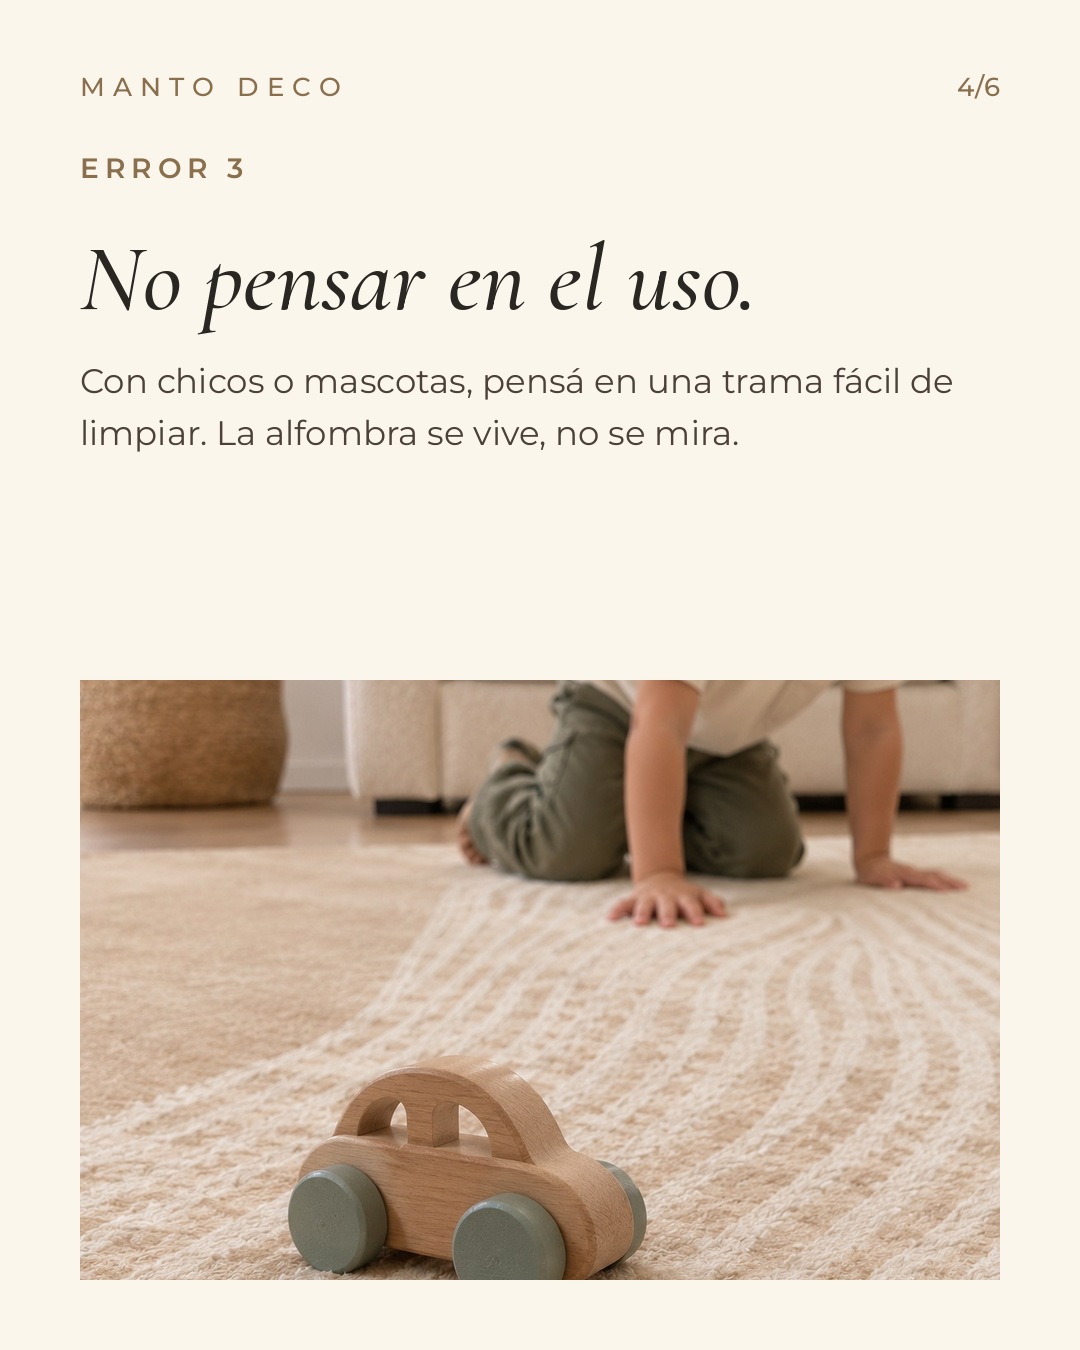 MANTO DECO
4/6
ERROR 3
No pensar en el uso.
Con chicos o mascotas, pensá en una trama fácil de
limpiar. La alfombra se vive, no se mira.